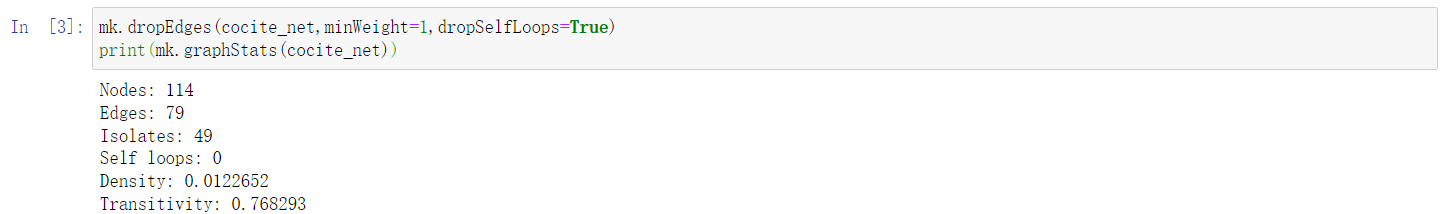 In [3]: mk.dropEdges(cocite_net,minWeight=1,dropSelfLoops=True)
print(mk.graphStats(cocite_net))
Nodes: 114
Edges: 79
Isolates: 49
Self loops: 0
Density: 0.0122652
Transitivity: 0.768293